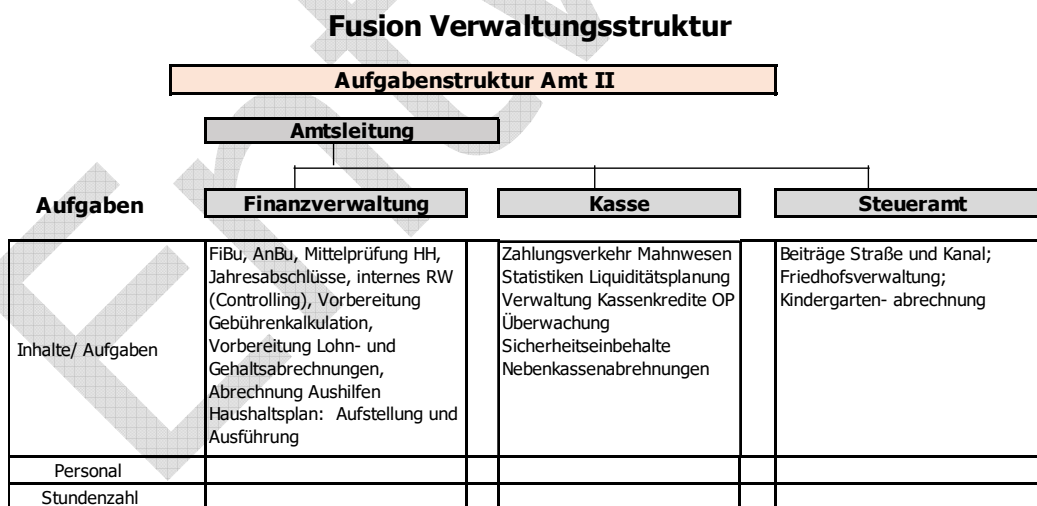 Fusion Verwaltungsstruktur
Aufgabenstruktur Amt II
Amtsleitung
Aufgaben
Finanzverwaltung
Kasse
Steueramt
Inhalte/ Aufgaben
FiBu, AnBu, Mittelprüfung HH,
Jahresabschlüsse, internes RW
(Controlling), Vorbereitung
Gebührenkalkulation,
Vorbereitung Lohn- und
Gehaltsabrechnungen,
Abrechnung Aushilfen
Haushaltsplan: Aufstellung und
Ausführung
Zahlungsverkehr Mahnwesen
Statistiken Liquiditätsplanung
Verwaltung Kassenkredite OP
Überwachung
Sicherheitseinbehalte
Nebenkassenabrehnungen
Beiträge Straße und Kanal;
Friedhofsverwaltung;
Kindergarten- abrechnung
Personal
Stundenzahl